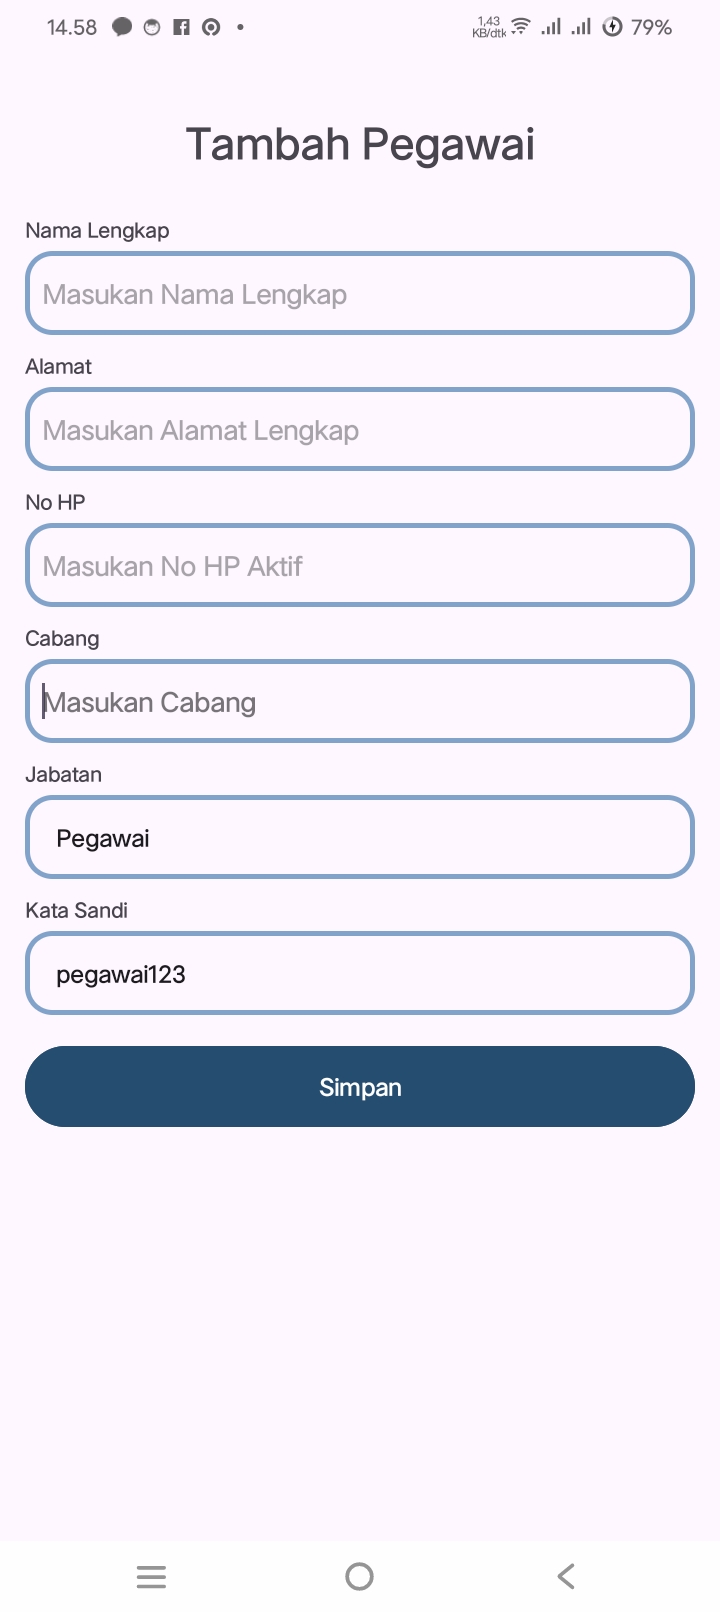 14.58
1,43
KB/dtk
79%
Tambah Pegawai
Nama Lengkap
Masukan Nama Lengkap
Alamat
Masukan Alamat Lengkap
No HP
Masukan No HP Aktif
Cabang
Masukan Cabang
Jabatan
Pegawai
Kata Sandi
pegawai123
Simpan